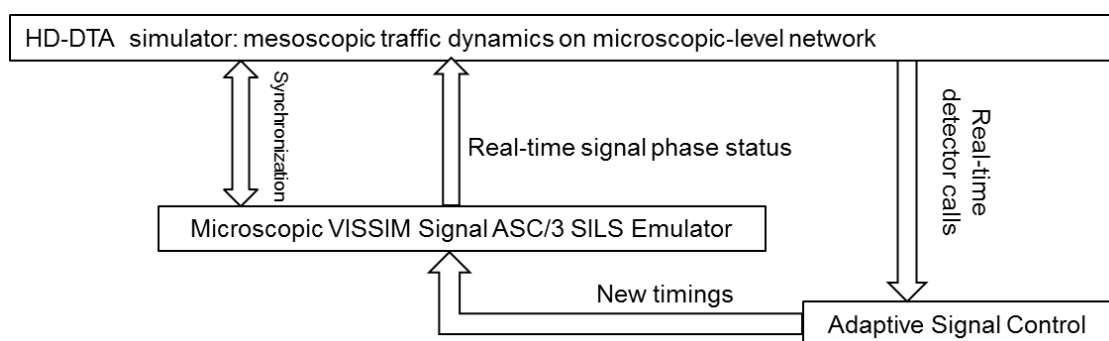 HD-DTA simulator: mesoscopic traffic dynamics on microscopic-level network
Synchronization
Real-time signal phase status
Real-time
detector calls
Microscopic VISSIM Signal ASC/3 SILS Emulator
New timings
Adaptive Signal Control